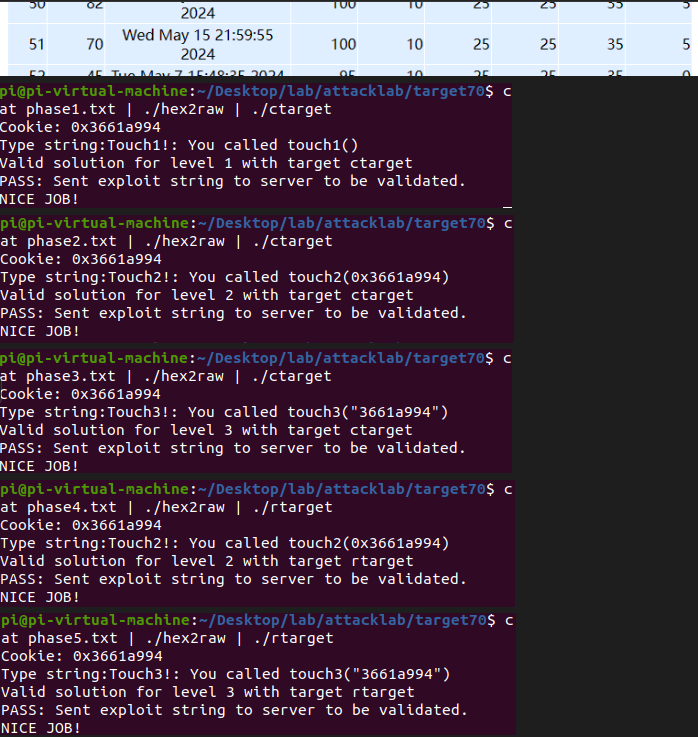 50 82 100 10 25 25 35 5
2024
51 70 Wed May 15 21:59:55 100 10 25 25 35 5
2024
52 45 Tue May 7 15:48:35 2024 95 10 25 25 35 0
pi@pi-virtual-machine:~/Desktop/lab/attacklab/target70$ c
at phase1.txt | ./hex2raw | ./ctarget
Cookie: 0x3661a994
Type string:Touch1!: You called touch1()
Valid solution for level 1 with target ctarget
PASS: Sent exploit string to server to be validated.
NICE JOB!
pi@pi-virtual-machine:~/Desktop/lab/attacklab/target70$ c
at phase2.txt | ./hex2raw | ./ctarget
Cookie: 0x3661a994
Type string:Touch2!: You called touch2(0x3661a994)
Valid solution for level 2 with target ctarget
PASS: Sent exploit string to server to be validated.
NICE JOB!
pi@pi-virtual-machine:~/Desktop/lab/attacklab/target70$ c
at phase3.txt | ./hex2raw | ./ctarget
Cookie: 0x3661a994
Type string:Touch3!: You called touch3("3661a994")
Valid solution for level 3 with target ctarget
PASS: Sent exploit string to server to be validated.
NICE JOB!
pi@pi-virtual-machine:~/Desktop/lab/attacklab/target70$ c
at phase4.txt | ./hex2raw | ./rtarget
Cookie: 0x3661a994
Type string:Touch2!: You called touch2(0x3661a994)
Valid solution for level 2 with target rtarget
PASS: Sent exploit string to server to be validated.
NICE JOB!
pi@pi-virtual-machine:~/Desktop/lab/attacklab/target70$ c
at phase5.txt | ./hex2raw | ./rtarget
Cookie: 0x3661a994
Type string:Touch3!: You called touch3("3661a994")
Valid solution for level 3 with target rtarget
PASS: Sent exploit string to server to be validated.
NICE JOB!